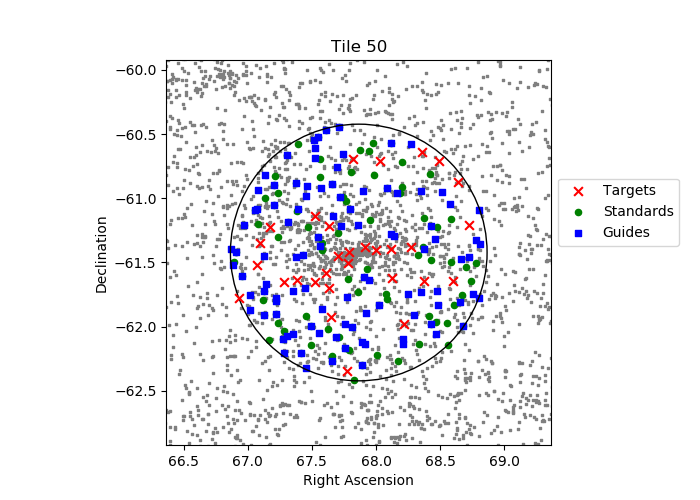 Tile 50
−60.0
−60.5
−61.0
−61.5
−62.0
−62.5
Declination
66.5 67.0 67.5 68.0 68.5 69.0
Right Ascension
Targets
Standards
Guides